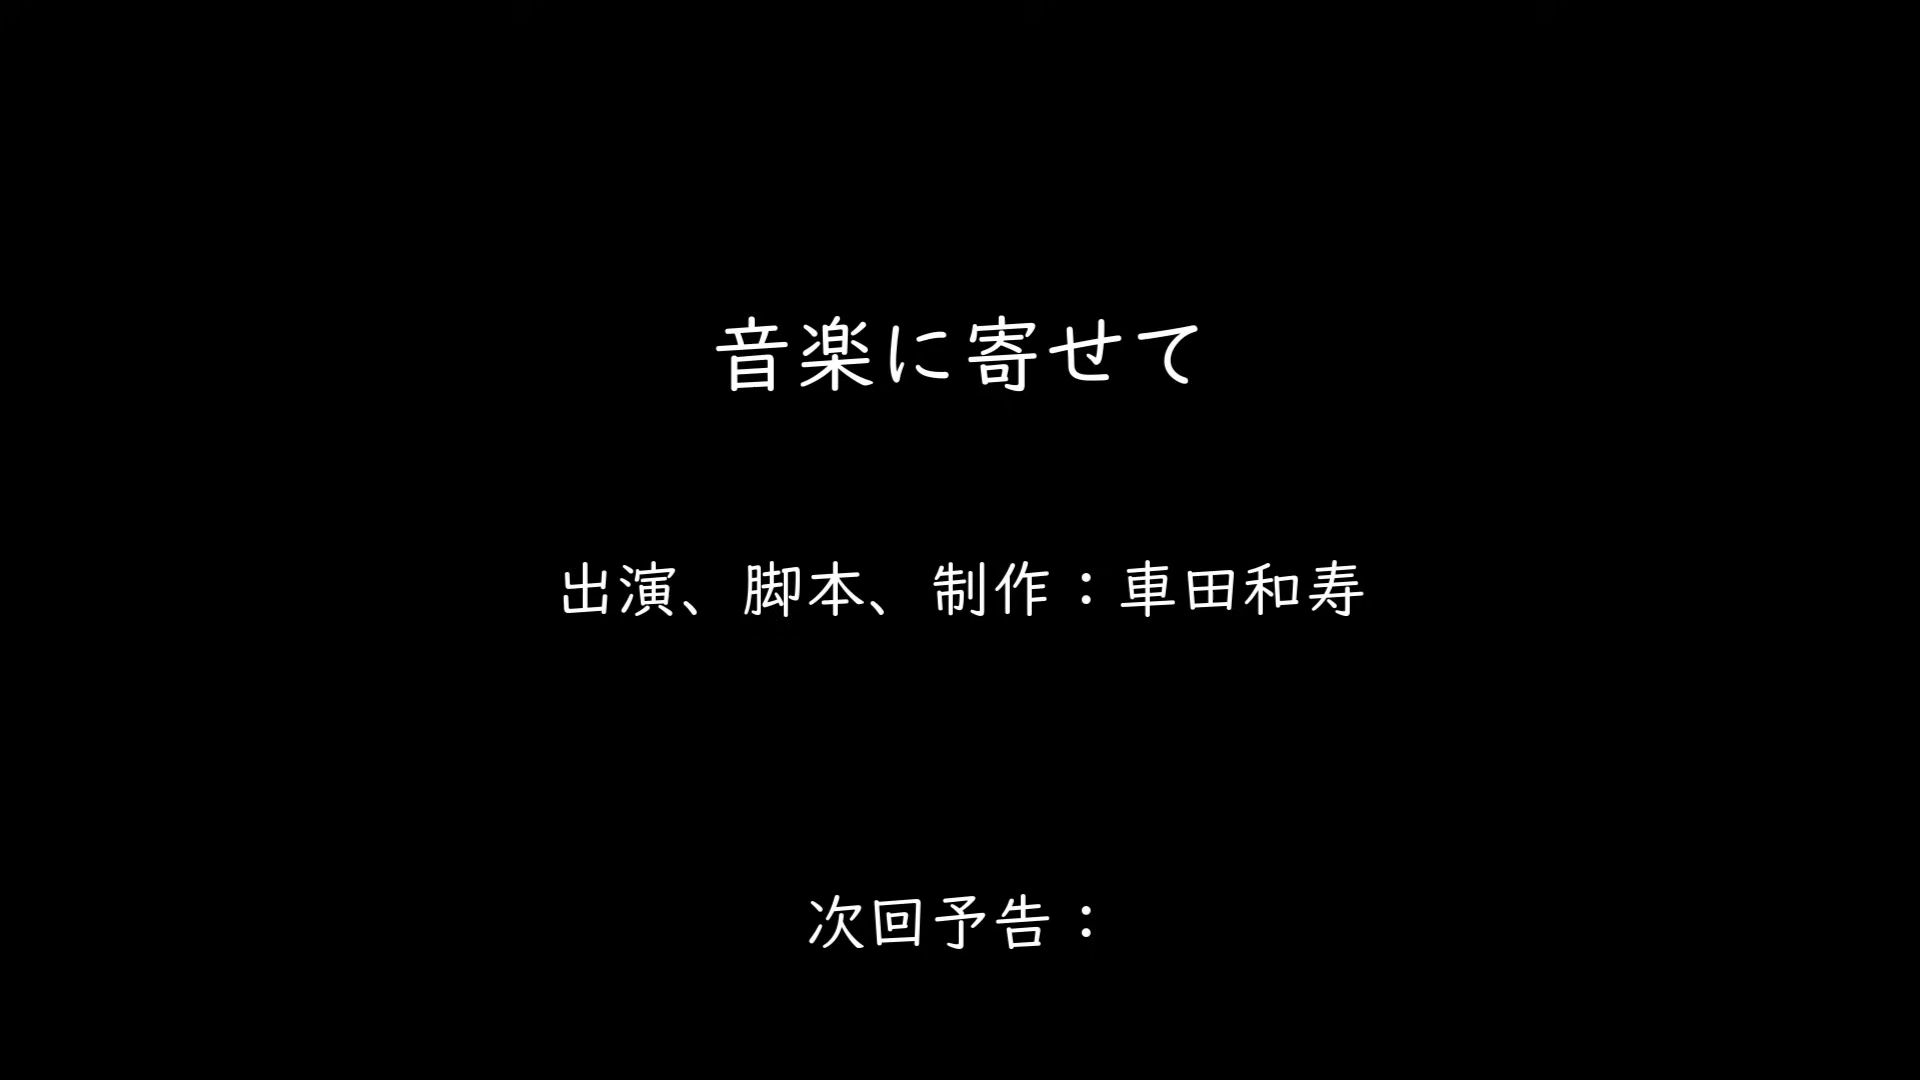 音楽に寄せて
出演、脚本、制作：車田和寿
次回予告：